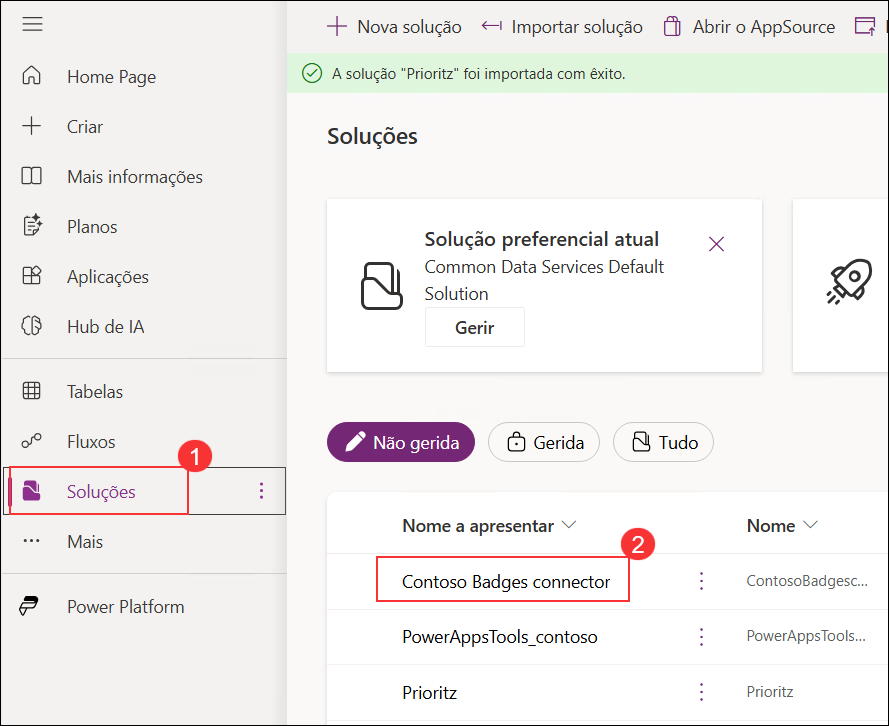 Nova solução
Importar solução
Abrir o AppSource
A solução "Prioritz" foi importada com êxito.
Home Page
Criar
Mais informações
Planos
Aplicações
Hub de IA
Tabelas
Fluxos
1
Soluções
Mais
Power Platform
Soluções
Solução preferencial atual
Common Data Services Default
Solution
Gerir
Não gerida
Gerida
Tudo
Nome a apresentar
Nome
2
Contoso Badges connector
ContosoBadgesc...
PowerAppsTools_contoso
PowerAppsTools...
Prioritz
Prioritz